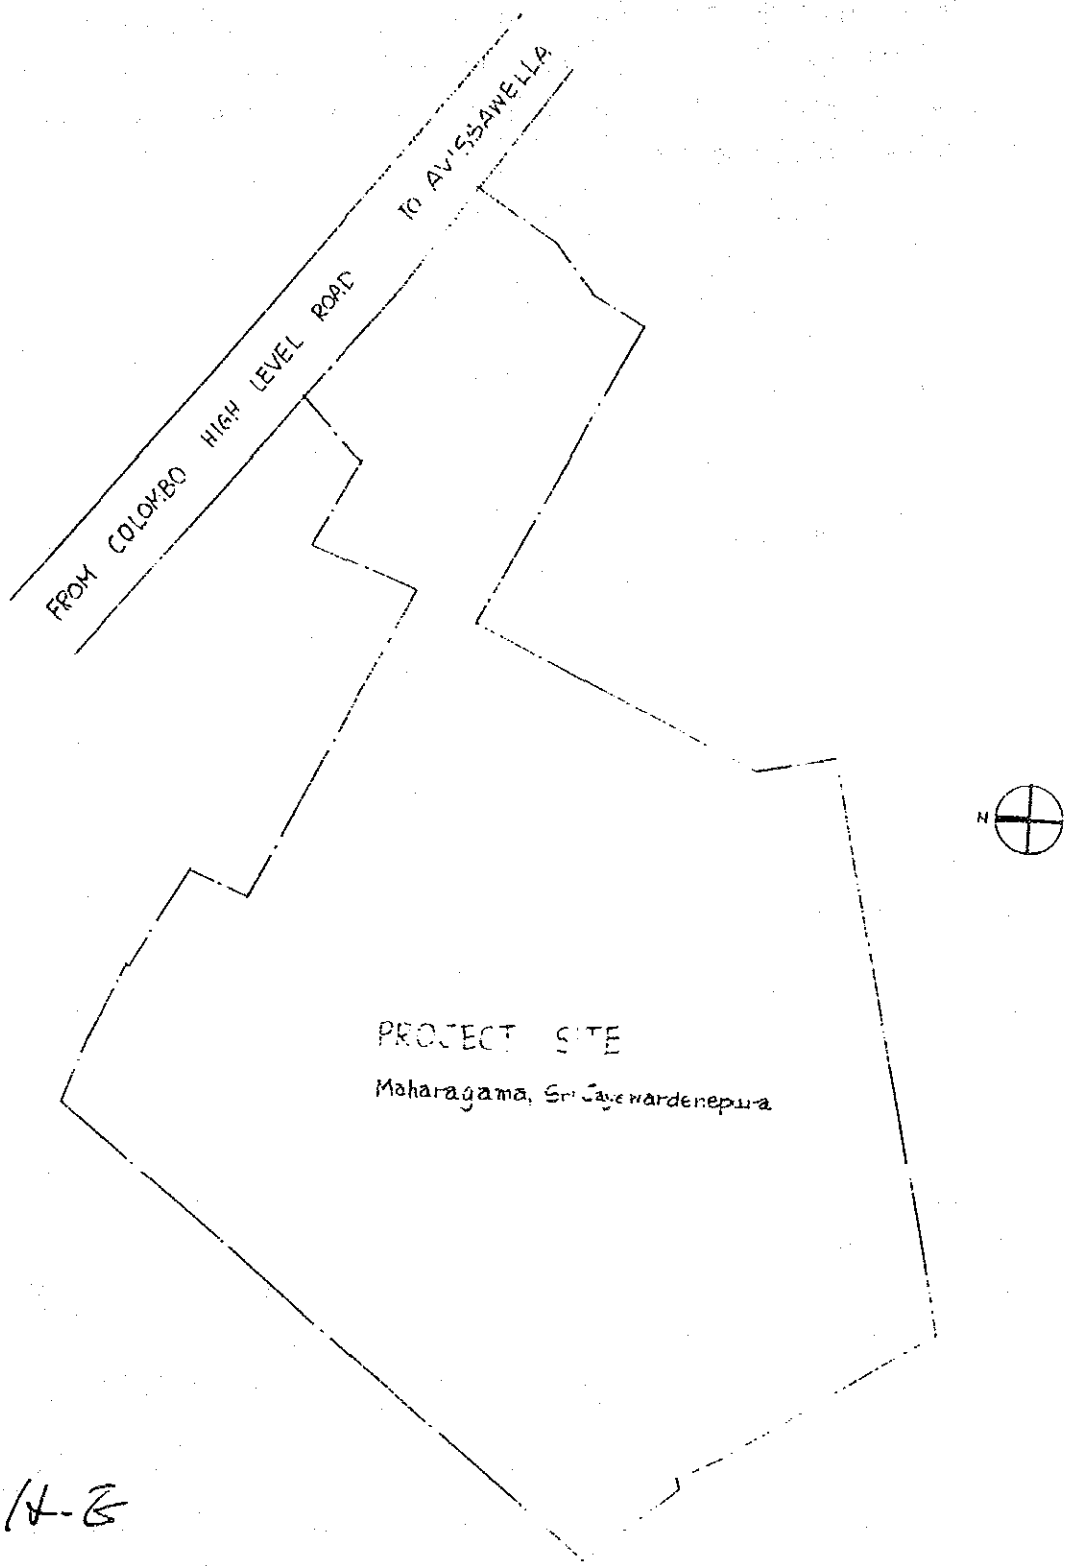 FROM COLOMBO HIGH LEVEL ROAD TO AVISSAWELLA
N
PROJECT SITE
Maharagama, Sri Jayewardenepura